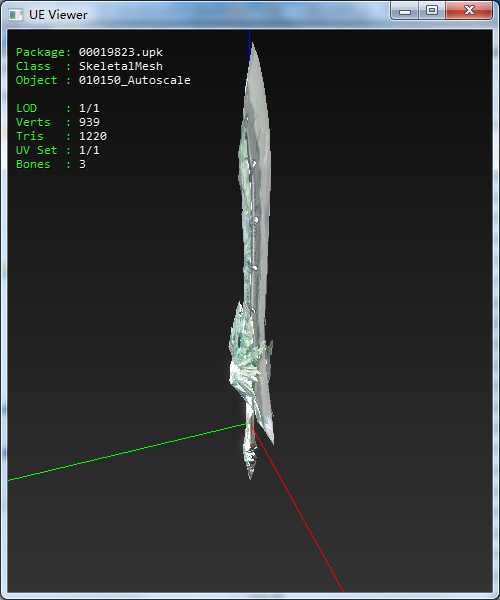 UE Viewer
Package: 00019823.upk
Class : SkeletalMesh
Object : 010150_Autoscale
LOD : 1/1
Verts : 939
Tris : 1220
UV Set : 1/1
Bones : 3